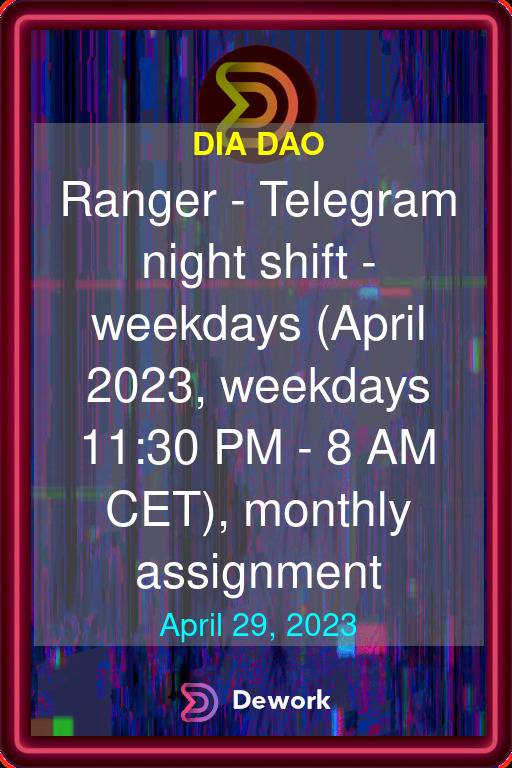 DIA DAO
Ranger - Telegram
night shift -
weekdays (April
2023, weekdays
11:30 PM - 8 AM
CET), monthly
assignment
April 29, 2023
Dework